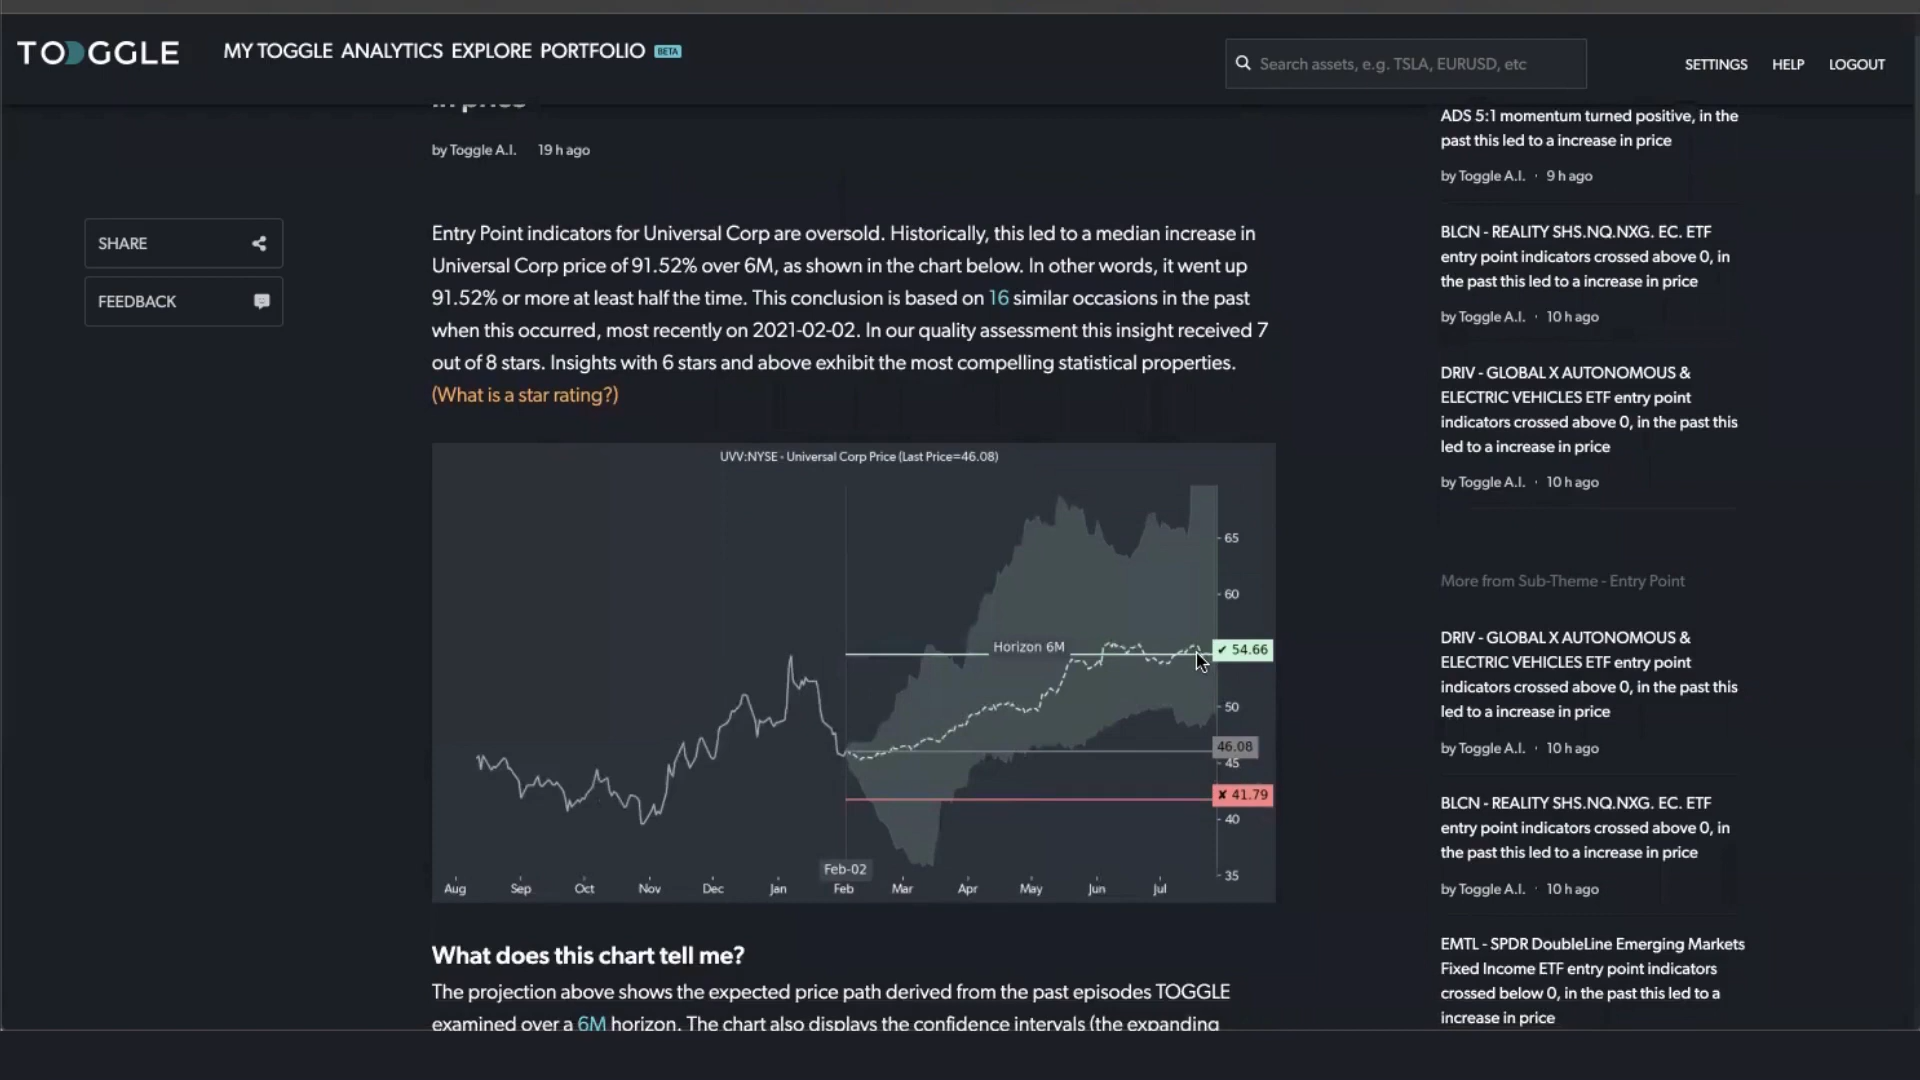 TOGGLE
MY TOGGLE ANALYTICS EXPLORE PORTFOLIO BETA
Search assets, e.g. TSLA, EURUSD, etc
SETTINGS HELP LOGOUT
in price
by Toggle A.I. 19 h ago
SHARE
FEEDBACK
Entry Point indicators for Universal Corp are oversold. Historically, this led to a median increase in
Universal Corp price of 91.52% over 6M, as shown in the chart below. In other words, it went up
91.52% or more at least half the time. This conclusion is based on 16 similar occasions in the past
when this occurred, most recently on 2021-02-02. In our quality assessment this insight received 7
out of 8 stars. Insights with 6 stars and above exhibit the most compelling statistical properties.
(What is a star rating?)
UVV:NYSE - Universal Corp Price (Last Price=46.08)
65
60
Horizon 6M
✔ 54.66
50
46.08
45
✘ 41.79
40
35
Feb-02
Aug Sep Oct Nov Dec Jan Feb Mar Apr May Jun Jul
What does this chart tell me?
The projection above shows the expected price path derived from the past episodes TOGGLE
examined over a 6M horizon. The chart also displays the confidence intervals (the expanding
ADS 5:1 momentum turned positive, in the
past this led to a increase in price
by Toggle A.I. · 9 h ago
BLCN - REALITY SHS.NQ.NXG. EC. ETF
entry point indicators crossed above 0, in
the past this led to a increase in price
by Toggle A.I. · 10 h ago
DRIV - GLOBAL X AUTONOMOUS &
ELECTRIC VEHICLES ETF entry point
indicators crossed above 0, in the past this
led to a increase in price
by Toggle A.I. · 10 h ago
More from Sub-Theme - Entry Point
DRIV - GLOBAL X AUTONOMOUS &
ELECTRIC VEHICLES ETF entry point
indicators crossed above 0, in the past this
led to a increase in price
by Toggle A.I. · 10 h ago
BLCN - REALITY SHS.NQ.NXG. EC. ETF
entry point indicators crossed above 0, in
the past this led to a increase in price
by Toggle A.I. · 10 h ago
EMTL - SPDR DoubleLine Emerging Markets
Fixed Income ETF entry point indicators
crossed below 0, in the past this led to a
increase in price